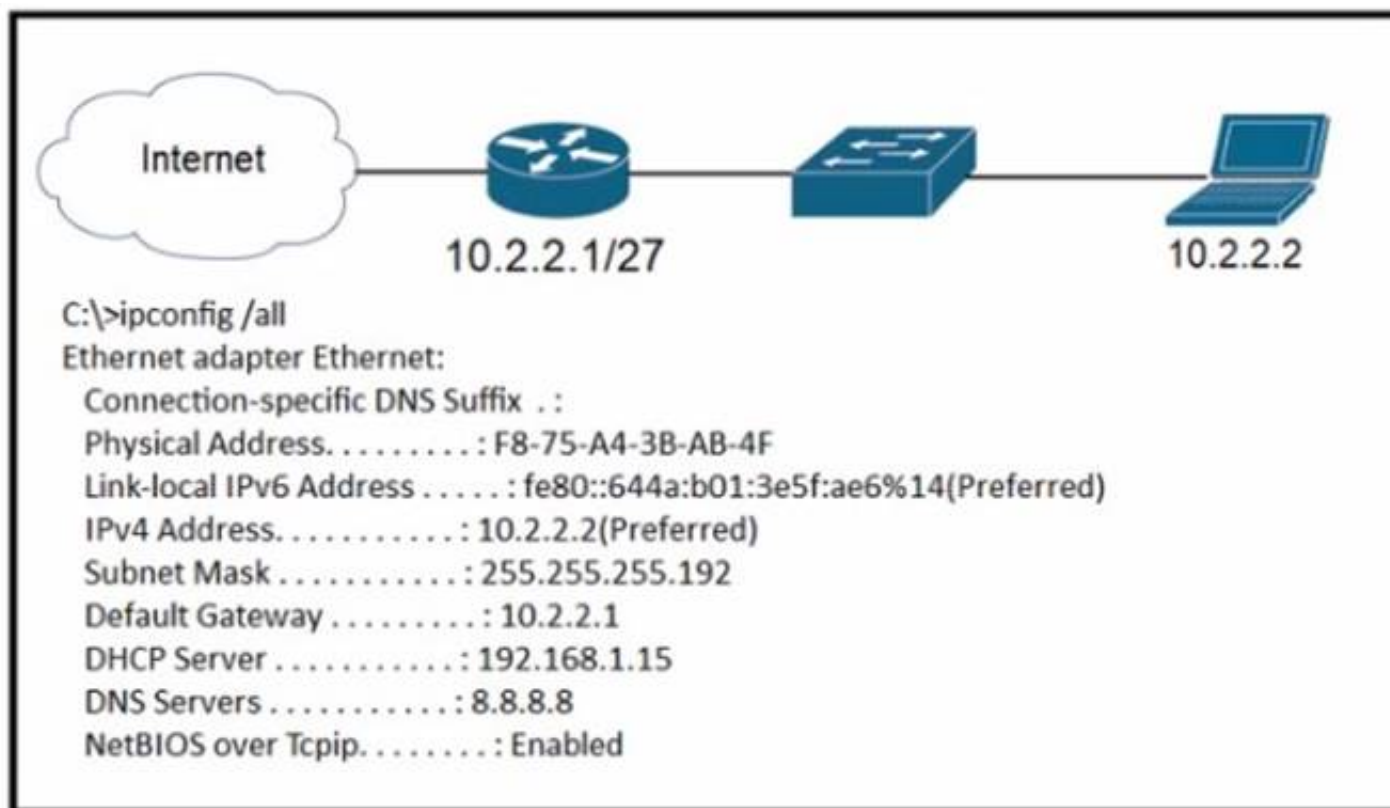 Internet
10.2.2.1/27
10.2.2.2
C:\>ipconfig /all
Ethernet adapter Ethernet:
Connection-specific DNS Suffix . :
Physical Address. . . . . . . . . : F8-75-A4-3B-AB-4F
Link-local IPv6 Address . . . . . : fe80::644a:b01:3e5f:ae6%14(Preferred)
IPv4 Address. . . . . . . . . . . : 10.2.2.2(Preferred)
Subnet Mask . . . . . . . . . . . : 255.255.255.192
Default Gateway . . . . . . . . . : 10.2.2.1
DHCP Server . . . . . . . . . . . : 192.168.1.15
DNS Servers . . . . . . . . . . . : 8.8.8.8
NetBIOS over Tcpip. . . . . . . . : Enabled